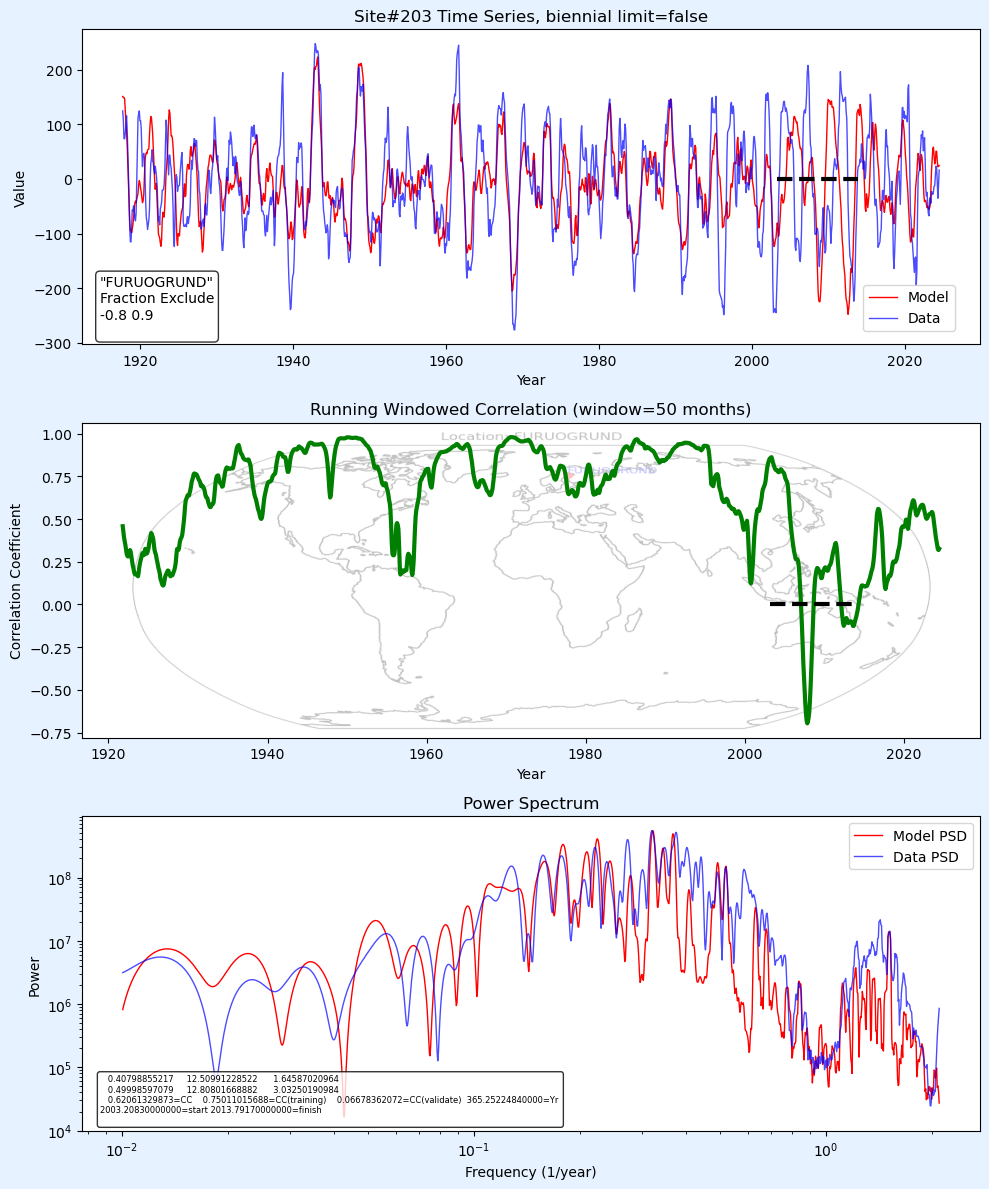 Site#203 Time Series, biennial limit=false
Value
200
100
0
−100
−200
−300
"FURUOGRUND"
Fraction Exclude
-0.8 0.9
Model
Data
1920 1940 1960 1980 2000 2020
Year
Running Windowed Correlation (window=50 months)
Correlation Coefficient
1.00
0.75
0.50
0.25
0.00
−0.25
−0.50
−0.75
Location: FURUOGRUND
1920 1940 1960 1980 2000 2020
Year
Power Spectrum
Power
10⁸
10⁷
10⁶
10⁵
10⁴
Model PSD
Data PSD
0.40798855217 12.50991228522 1.64587020964
0.49998597079 12.80801668882 3.03250190984
0.62061329873=CC 0.75011015688=CC(training) 0.06678362072=CC(validate) 365.25224840000=Yr
2003.20830000000=start 2013.79170000000=finish
10⁻² 10⁻¹ 10⁰
Frequency (1/year)